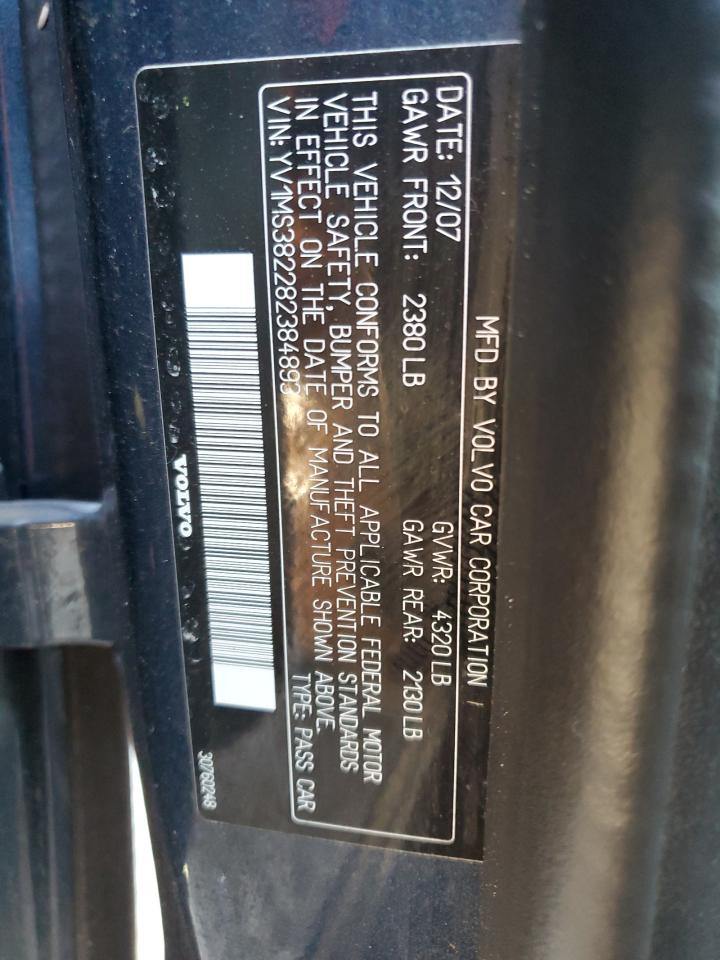 MFD BY VOLVO CAR CORPORATION
DATE: 12/07 GVWR: 4320 LB
GAWR FRONT: 2380 LB GAWR REAR: 2130 LB
THIS VEHICLE CONFORMS TO ALL APPLICABLE FEDERAL MOTOR
VEHICLE SAFETY, BUMPER AND THEFT PREVENTION STANDARDS
IN EFFECT ON THE DATE OF MANUFACTURE SHOWN ABOVE.
VIN: YV1MS382282384893 TYPE: PASS CAR
VOLVO 30760248